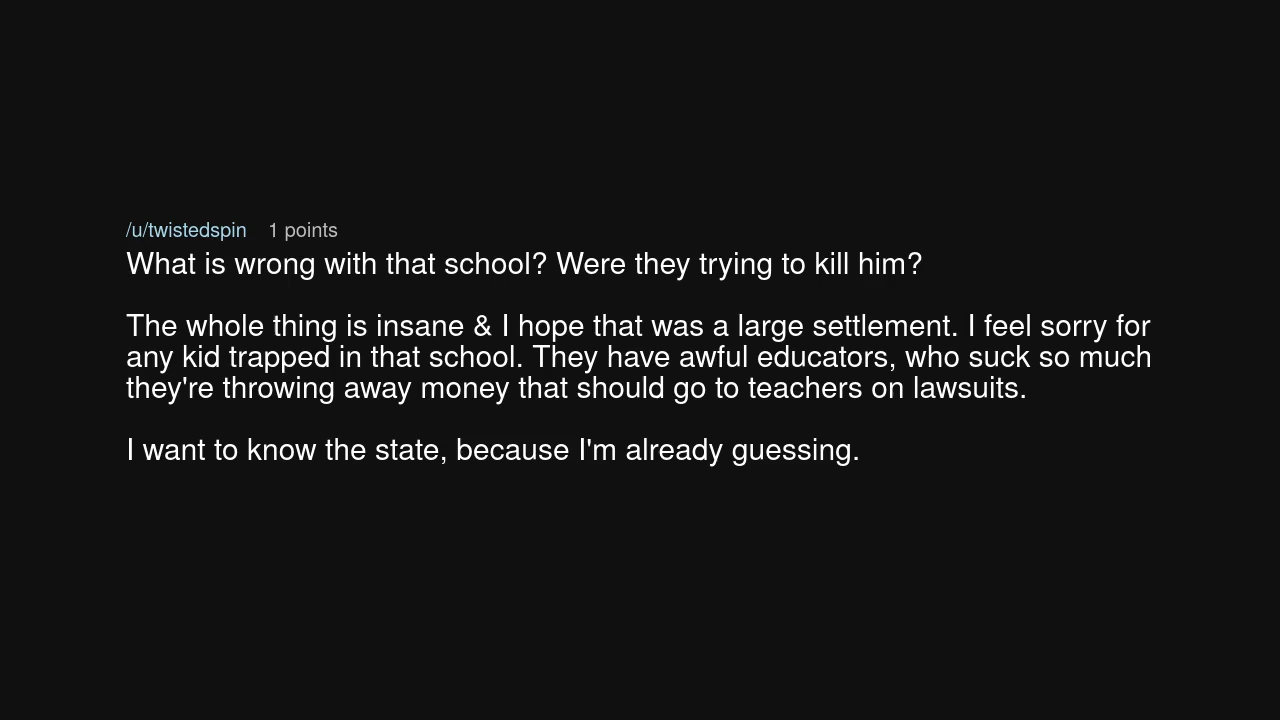 /u/twistedspin 1 points
What is wrong with that school? Were they trying to kill him?
The whole thing is insane & I hope that was a large settlement. I feel sorry for
any kid trapped in that school. They have awful educators, who suck so much
they're throwing away money that should go to teachers on lawsuits.
I want to know the state, because I'm already guessing.